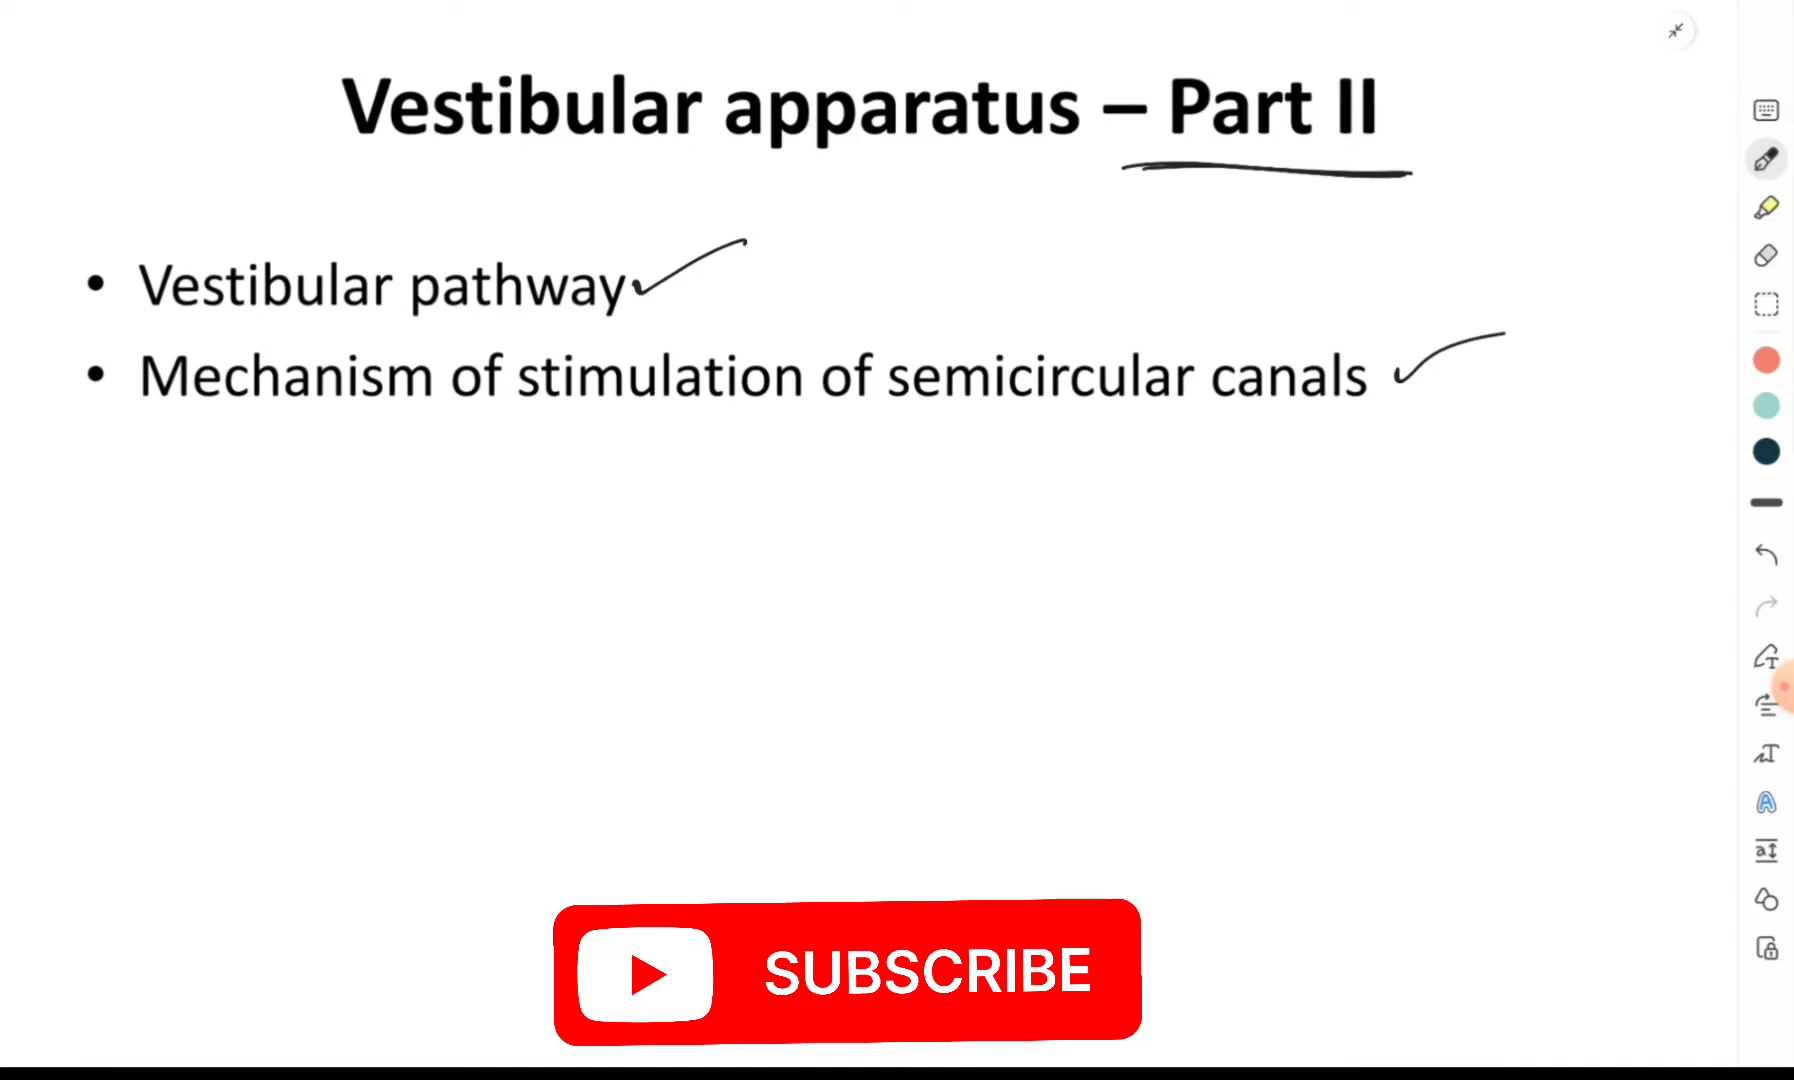 Vestibular apparatus – Part II
• Vestibular pathway
• Mechanism of stimulation of semicircular canals
SUBSCRIBE